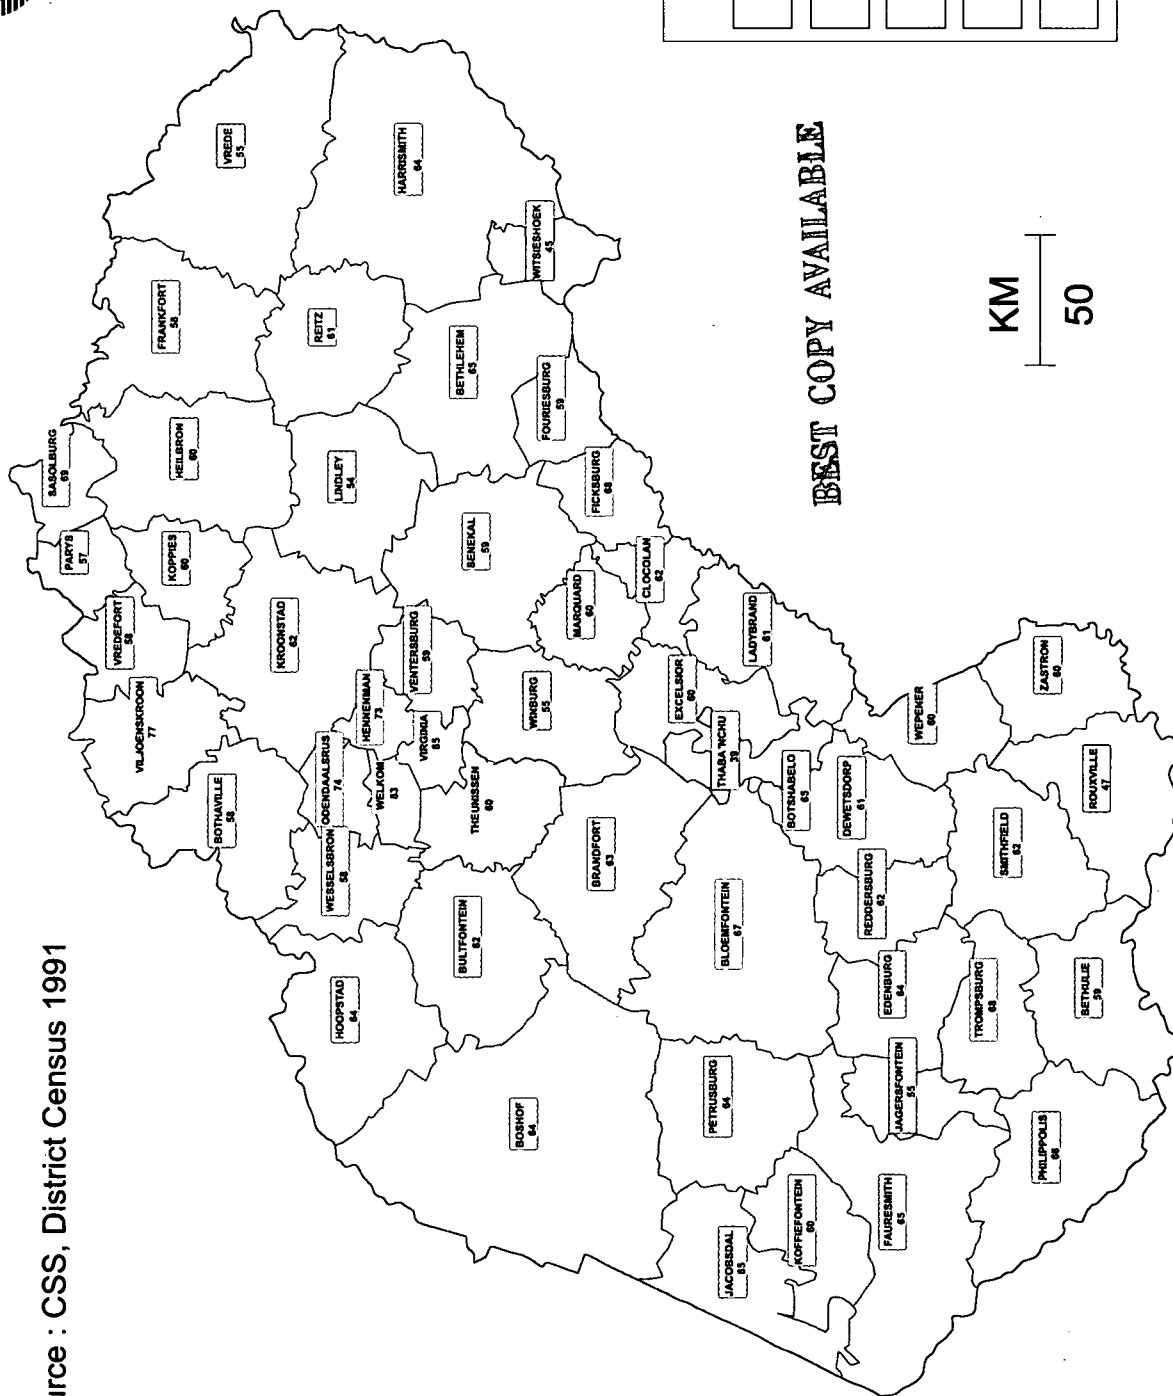 urce : CSS, District Census 1991
SASOLBURG
69
PARYS
57
VREDEFORT
58
VILJOENSKROON
77
BOTHAVILLE
58
KOPPIES
60
HEILBRON
60
FRANKFORT
58
VREDE
55
HARRISMITH
64
REITZ
61
LINDLEY
54
KROONSTAD
62
HENNENMAN
73
ODENDAALSRUS
74
WESSELSBRON
58
HOOPSTAD
64
WELKOM
83
VIRGINIA
65
VENTERSBURG
59
SENEKAL
59
BETHLEHEM
65
WITSIESHOEK
45
FOURIESBURG
59
FICKSBURG
68
CLOCOLAN
62
MARQUARD
60
WINBURG
55
THEUNISSEN
60
BULTFONTEIN
62
BOSHOF
64
BRANDFORT
63
EXCELSIOR
60
LADYBRAND
61
THABA 'NCHU
39
BLOEMFONTEIN
67
PETRUSBURG
64
JACOBSDAL
65
KOFFIEFONTEIN
60
BOTSHABELO
65
DEWETSDORP
61
WEPENER
60
REDDERSBURG
62
EDENBURG
64
JAGERSFONTEIN
55
FAURESMITH
65
TROMPSBURG
68
SMITHFIELD
62
ZASTRON
60
ROUXVILLE
47
BETHULIE
59
PHILIPPOLIS
66
BEST COPY AVAILABLE
KM
50